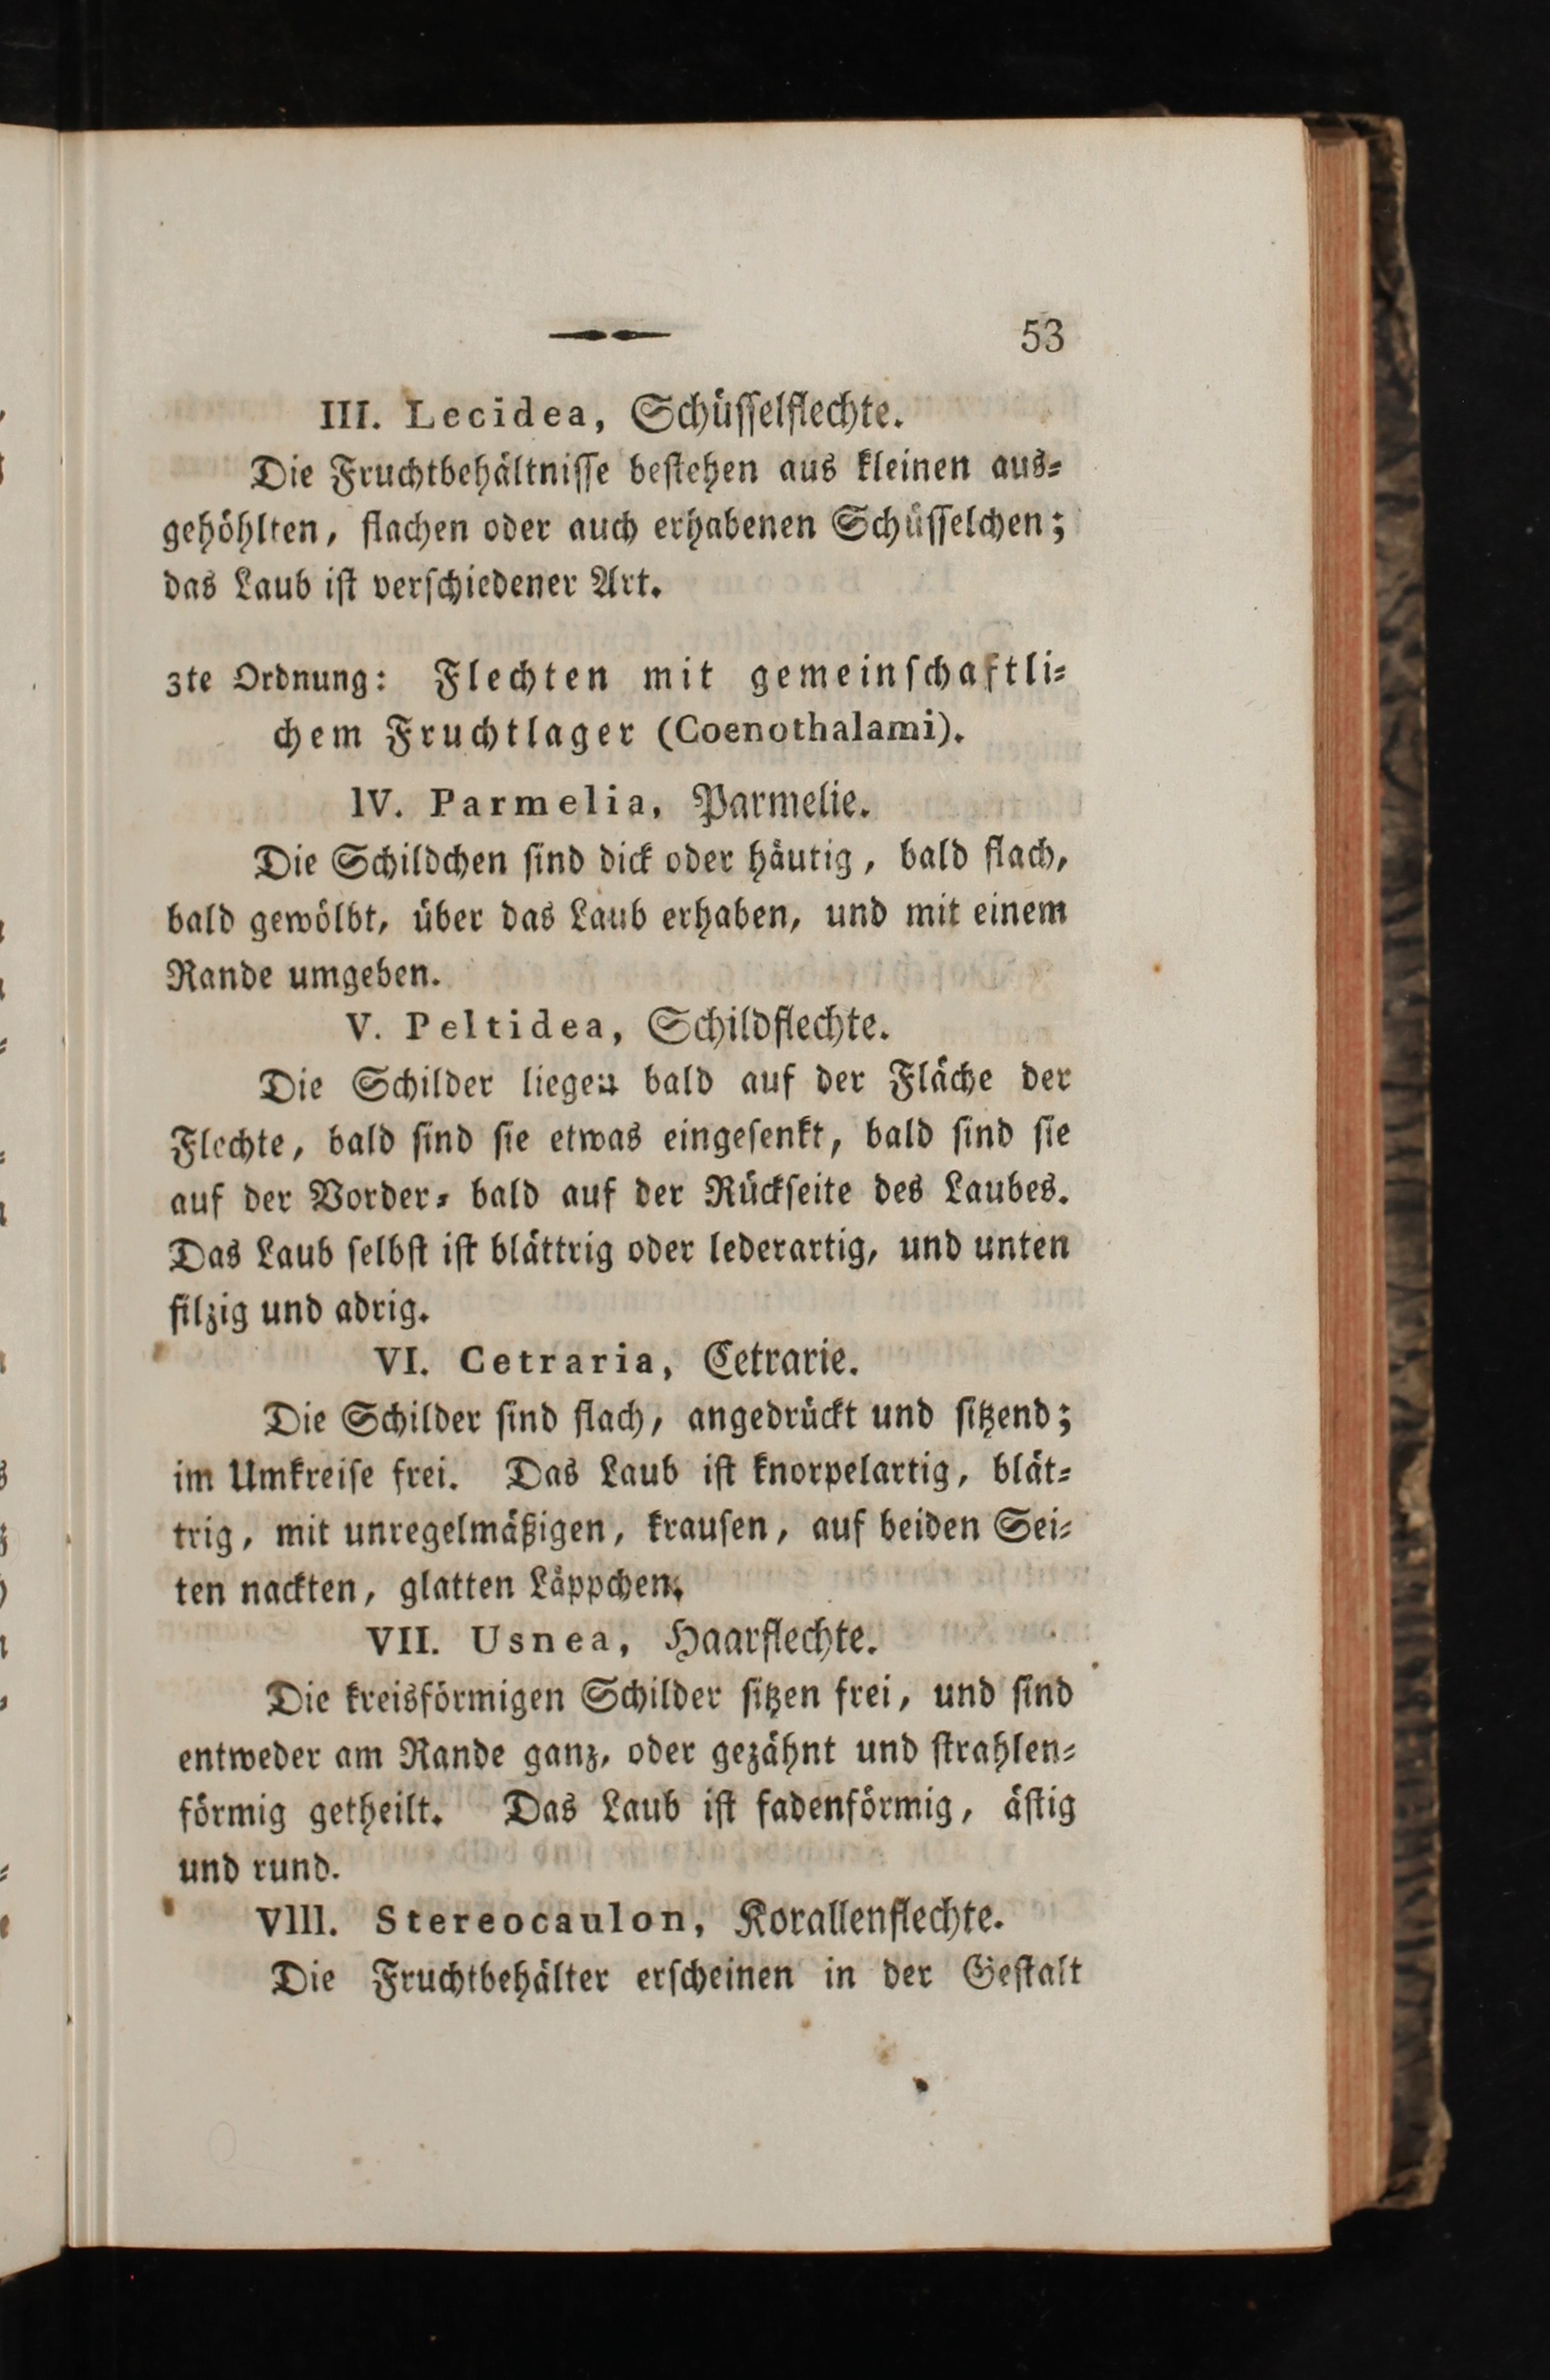 53
III. Lecidea, Schüſſelflechte.
Die Fruchtbehältniſſe beſtehen aus kleinen aus⸗
gehöhlten, flachen oder auch erhabenen Schüſſelchen;
das Laub iſt verſchiedener Art.
3te Ordnung: Flechten mit gemeinſchaftli⸗
chem Fruchtlager (Coenothalami).
IV. Parmelia, Parmelie.
Die Schildchen ſind dick oder häutig, bald flach,
bald gewölbt, über das Laub erhaben, und mit einem
Rande umgeben.
V. Peltidea, Schildflechte.
Die Schilder liegen bald auf der Fläche der
Flechte, bald ſind ſie etwas eingeſenkt, bald ſind ſie
auf der Vorder⸗ bald auf der Rückſeite des Laubes.
Das Laub ſelbſt iſt blättrig oder lederartig, und unten
filzig und adrig.
VI. Cetraria, Cetrarie.
Die Schilder ſind flach, angedrückt und ſitzend;
im Umkreiſe frei. Das Laub iſt knorpelartig, blät⸗
trig, mit unregelmäßigen, krauſen, auf beiden Sei⸗
ten nackten, glatten Läppchen.
VII. Usnea, Haarflechte.
Die kreisförmigen Schilder ſitzen frei, und ſind
entweder am Rande ganz, oder gezähnt und ſtrahlen⸗
förmig getheilt. Das Laub iſt fadenförmig, äſtig
und rund.
VIII. Stereocaulon, Korallenflechte.
Die Fruchtbehälter erſcheinen in der Geſtalt